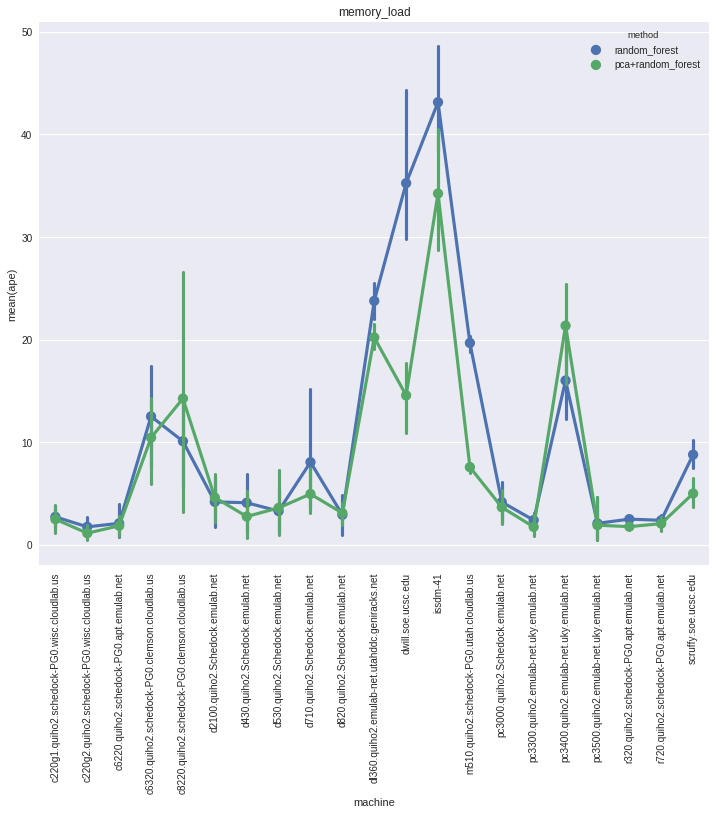 memory_load
50
40
30
20
10
0
mean(ape)
method
random_forest
pca+random_forest
c220g1.quiho2.schedock-PG0.wisc.cloudlab.us
c220g2.quiho2.schedock-PG0.wisc.cloudlab.us
c6220.quiho2.schedock-PG0.apt.emulab.net
c6320.quiho2.schedock-PG0.clemson.cloudlab.us
c8220.quiho2.schedock-PG0.clemson.cloudlab.us
d2100.quiho2.Schedock.emulab.net
d430.quiho2.Schedock.emulab.net
d530.quiho2.Schedock.emulab.net
d710.quiho2.Schedock.emulab.net
d820.quiho2.Schedock.emulab.net
dl360.quiho2.emulab-net.utahddc.geniracks.net
dwill.soe.ucsc.edu
issdm-41
m510.quiho2.schedock-PG0.utah.cloudlab.us
pc3000.quiho2.Schedock.emulab.net
pc3300.quiho2.emulab-net.uky.emulab.net
pc3400.quiho2.emulab-net.uky.emulab.net
pc3500.quiho2.emulab-net.uky.emulab.net
r320.quiho2.schedock-PG0.apt.emulab.net
r720.quiho2.schedock-PG0.apt.emulab.net
scruffy.soe.ucsc.edu
machine